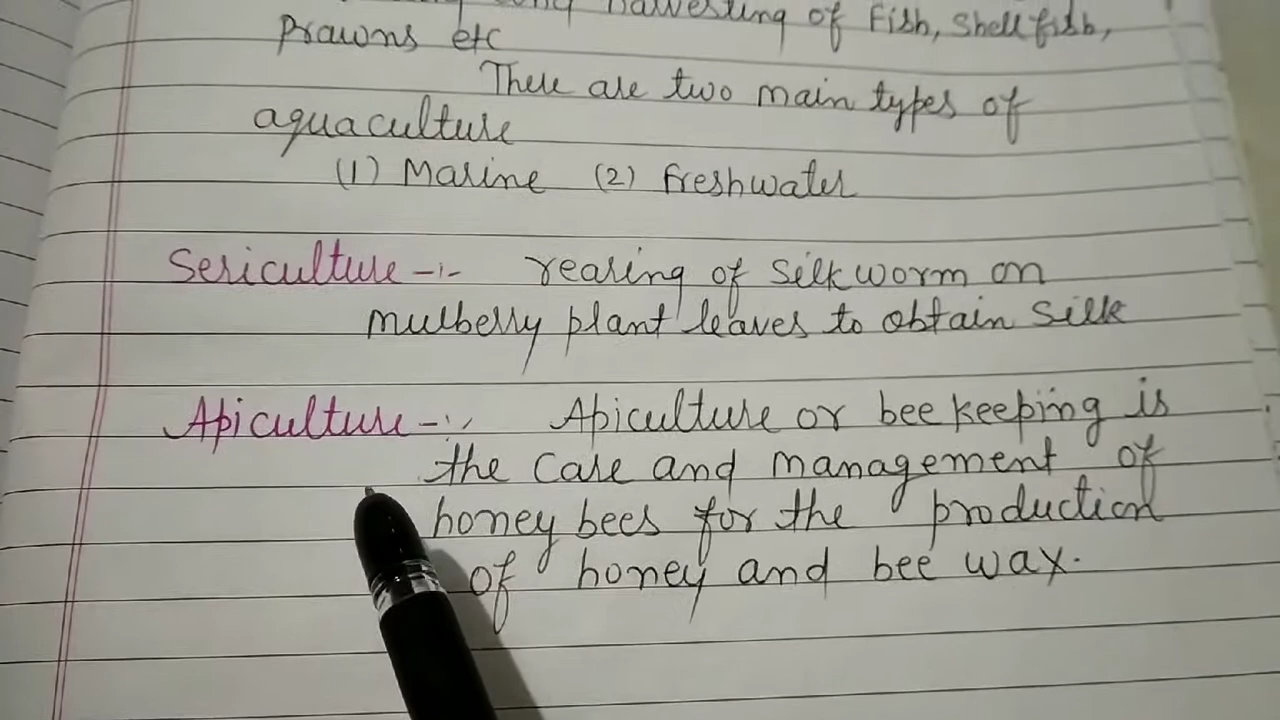 harvesting of Fish, Shell fish,
Prawns etc
There are two main types of
aquaculture
(1) Marine (2) Freshwater
Sericulture -:- rearing of Silk worm on
mulberry plant leaves to obtain Silk
Apiculture -:- Apiculture or bee keeping is
the Care and management of
honey bees for the production
of honey and bee wax.